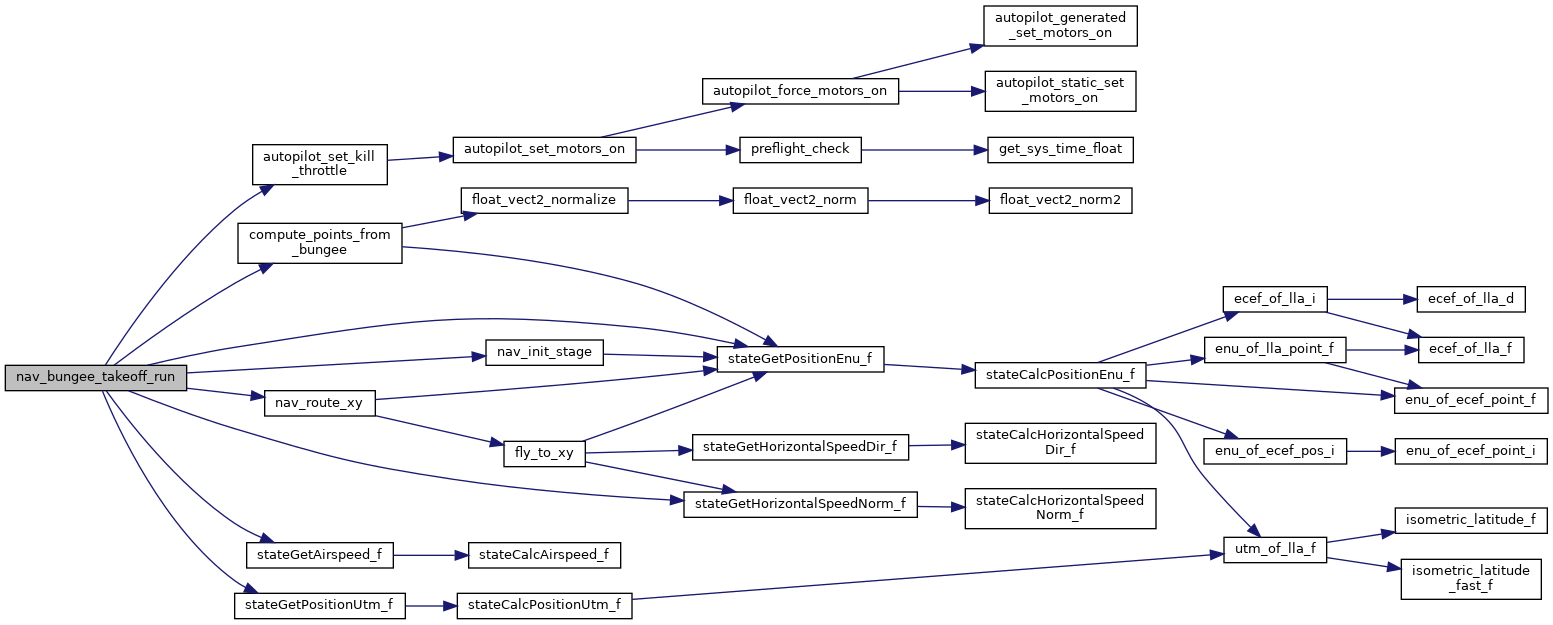 nav_bungee_takeoff_run
autopilot_set_kill
_throttle
compute_points_from
_bungee
nav_init_stage
nav_route_xy
stateGetAirspeed_f
stateGetPositionUtm_f
autopilot_set_motors_on
float_vect2_normalize
fly_to_xy
stateCalcAirspeed_f
stateCalcPositionUtm_f
autopilot_force_motors_on
preflight_check
float_vect2_norm
stateGetPositionEnu_f
stateGetHorizontalSpeedDir_f
stateGetHorizontalSpeedNorm_f
autopilot_generated
_set_motors_on
autopilot_static_set
_motors_on
get_sys_time_float
float_vect2_norm2
stateCalcPositionEnu_f
stateCalcHorizontalSpeed
Dir_f
stateCalcHorizontalSpeed
Norm_f
ecef_of_lla_i
enu_of_lla_point_f
enu_of_ecef_pos_i
utm_of_lla_f
ecef_of_lla_d
ecef_of_lla_f
enu_of_ecef_point_f
enu_of_ecef_point_i
isometric_latitude_f
isometric_latitude
_fast_f